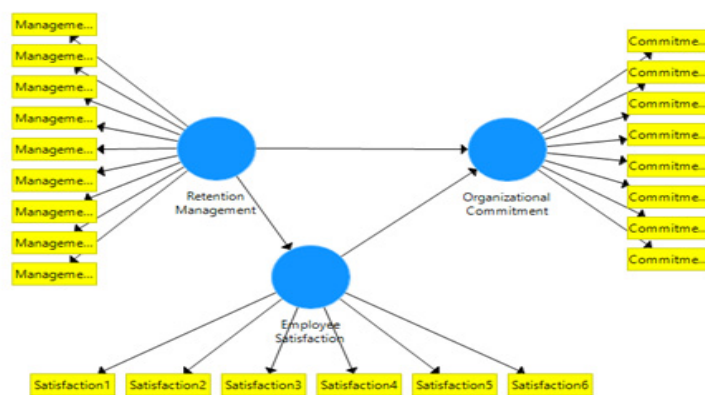 Manageme...
Manageme...
Manageme...
Manageme...
Manageme...
Manageme...
Manageme...
Manageme...
Manageme...
Retention
Management
Organizational
Commitment
Commitme...
Commitme...
Commitme...
Commitme...
Commitme...
Commitme...
Commitme...
Commitme...
Employee
Satisfaction
Satisfaction1
Satisfaction2
Satisfaction3
Satisfaction4
Satisfaction5
Satisfaction6